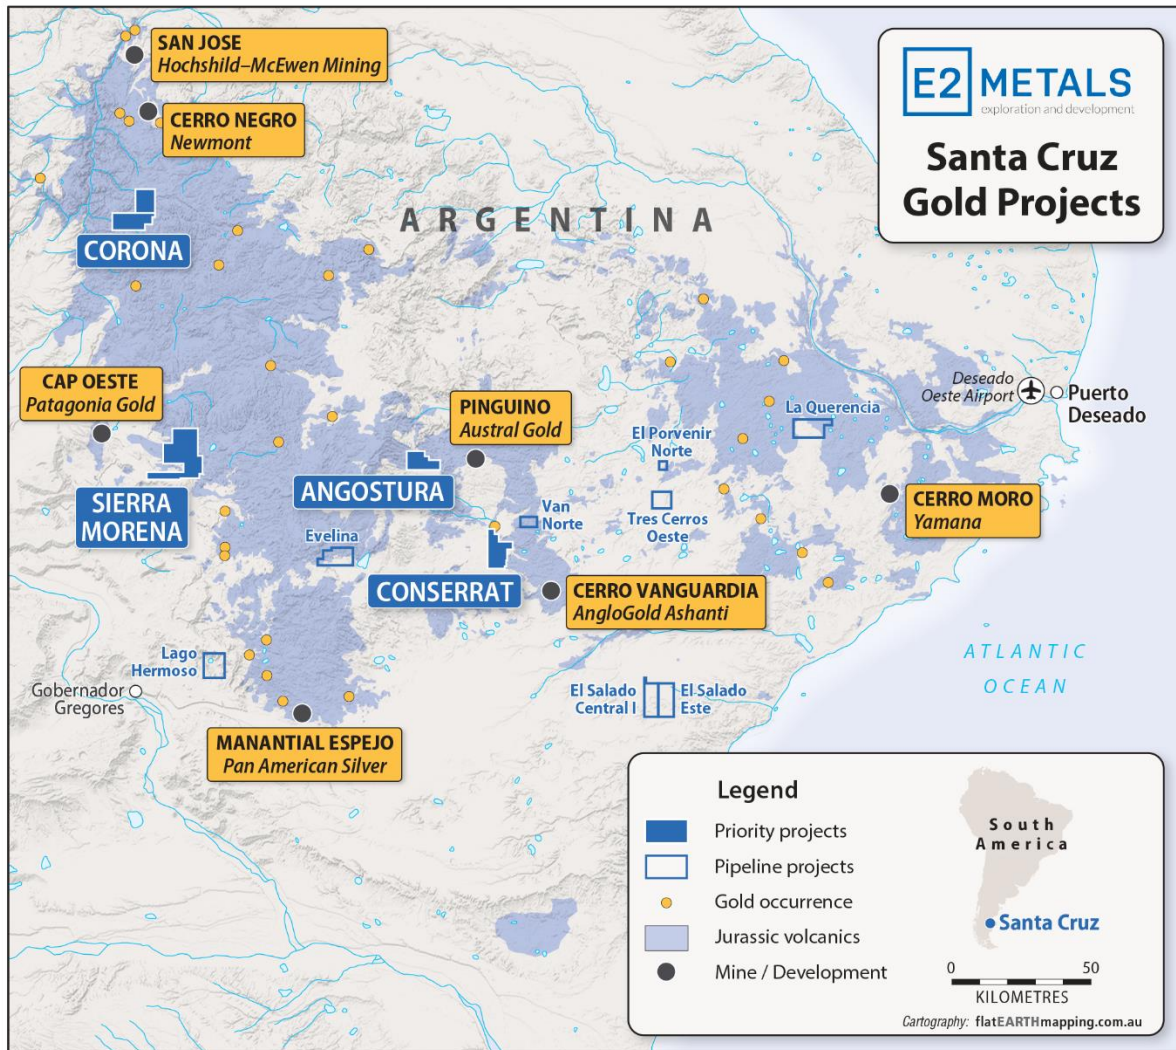 SAN JOSE
Hochshild–McEwen Mining
CERRO NEGRO
Newmont
E2 METALS
exploration and development
Santa Cruz
Gold Projects
ARGENTINA
CORONA
CAP OESTE
Patagonia Gold
PINGUINO
Austral Gold
Deseado
Oeste Airport
Puerto
Deseado
La Querencia
El Porvenir
Norte
SIERRA
MORENA
ANGOSTURA
CERRO MORO
Yamana
Van
Norte
Tres Cerros
Oeste
Evelina
CONSERRAT
CERRO VANGUARDIA
AngloGold Ashanti
Lago
Hermoso
Gobernador
Gregores
ATLANTIC
OCEAN
El Salado
Central I
El Salado
Este
MANANTIAL ESPEJO
Pan American Silver
Legend
Priority projects
Pipeline projects
Gold occurrence
Jurassic volcanics
Mine / Development
South
America
Santa Cruz
0 50
KILOMETRES
Cartography: flatEARTHmapping.com.au